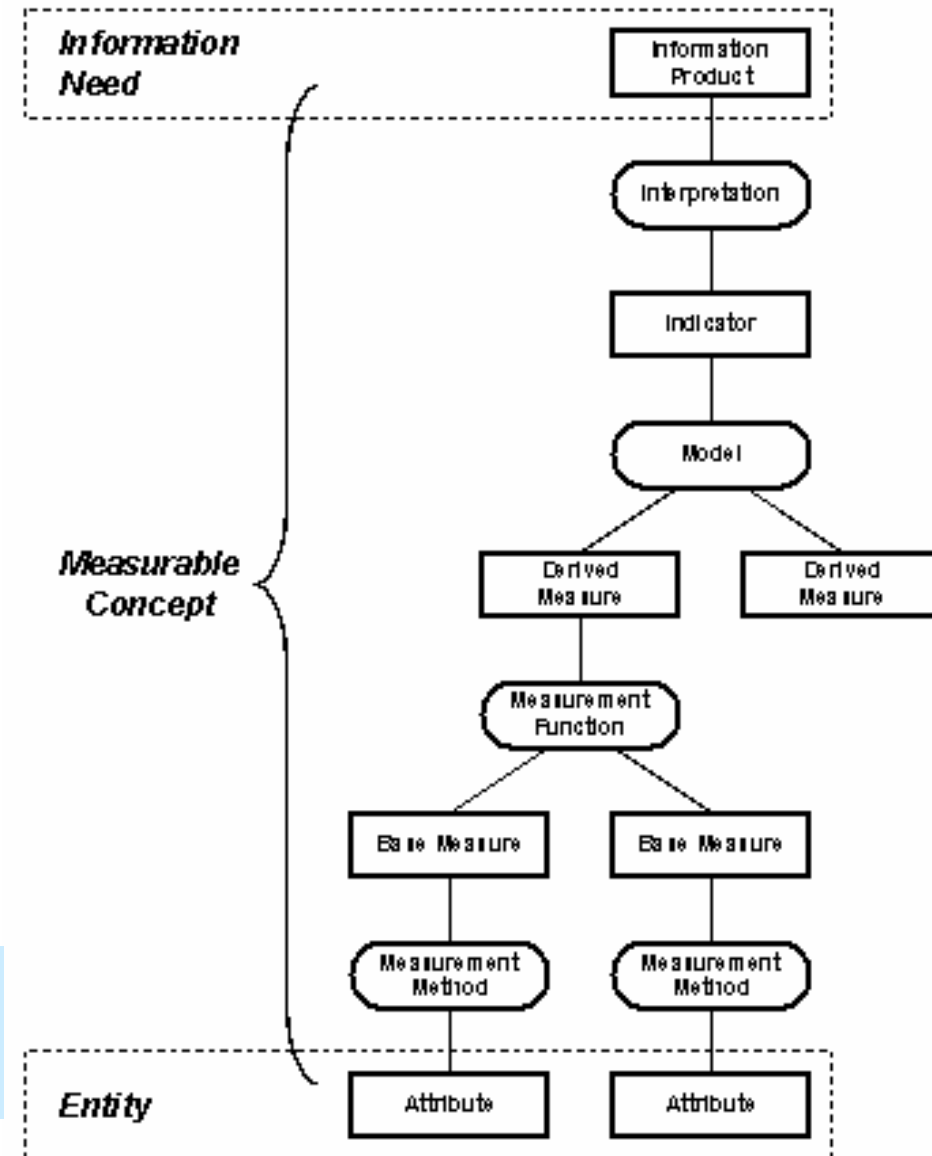 Information
Need
Information
Product
Interpretation
Indicator
Model
Measurable
Concept
Derived
Measure
Derived
Measure
Measurement
Function
Base Measure
Base Measure
Measurement
Method
Measurement
Method
Entity
Attribute
Attribute